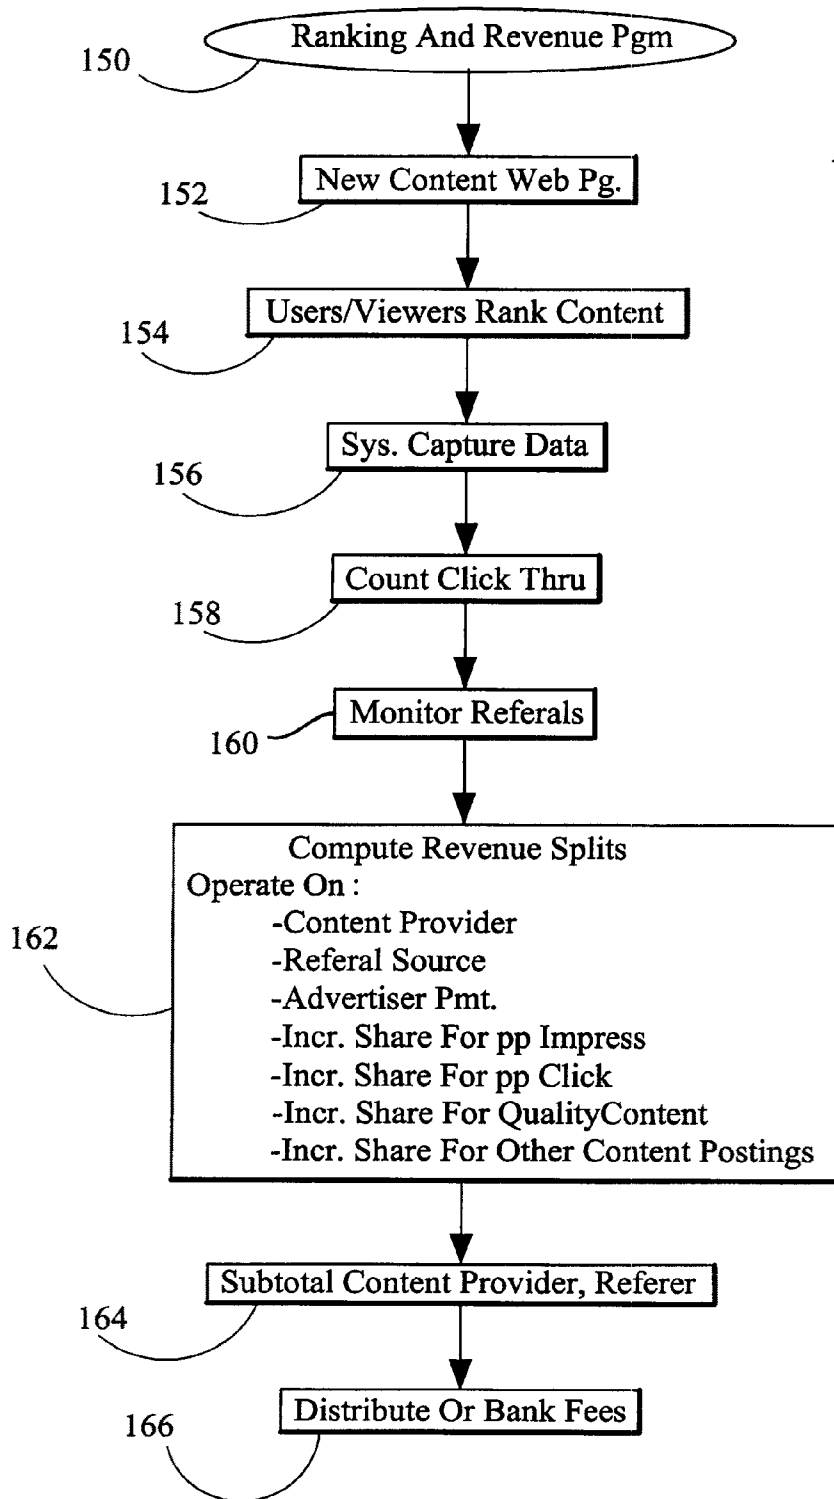 Ranking And Revenue Pgm
150
New Content Web Pg.
152
Users/Viewers Rank Content
154
Sys. Capture Data
156
Count Click Thru
158
Monitor Referals
160
Compute Revenue Splits
Operate On :
-Content Provider
-Referal Source
-Advertiser Pmt.
-Incr. Share For pp Impress
-Incr. Share For pp Click
-Incr. Share For QualityContent
-Incr. Share For Other Content Postings
162
Subtotal Content Provider, Referer
164
Distribute Or Bank Fees
166